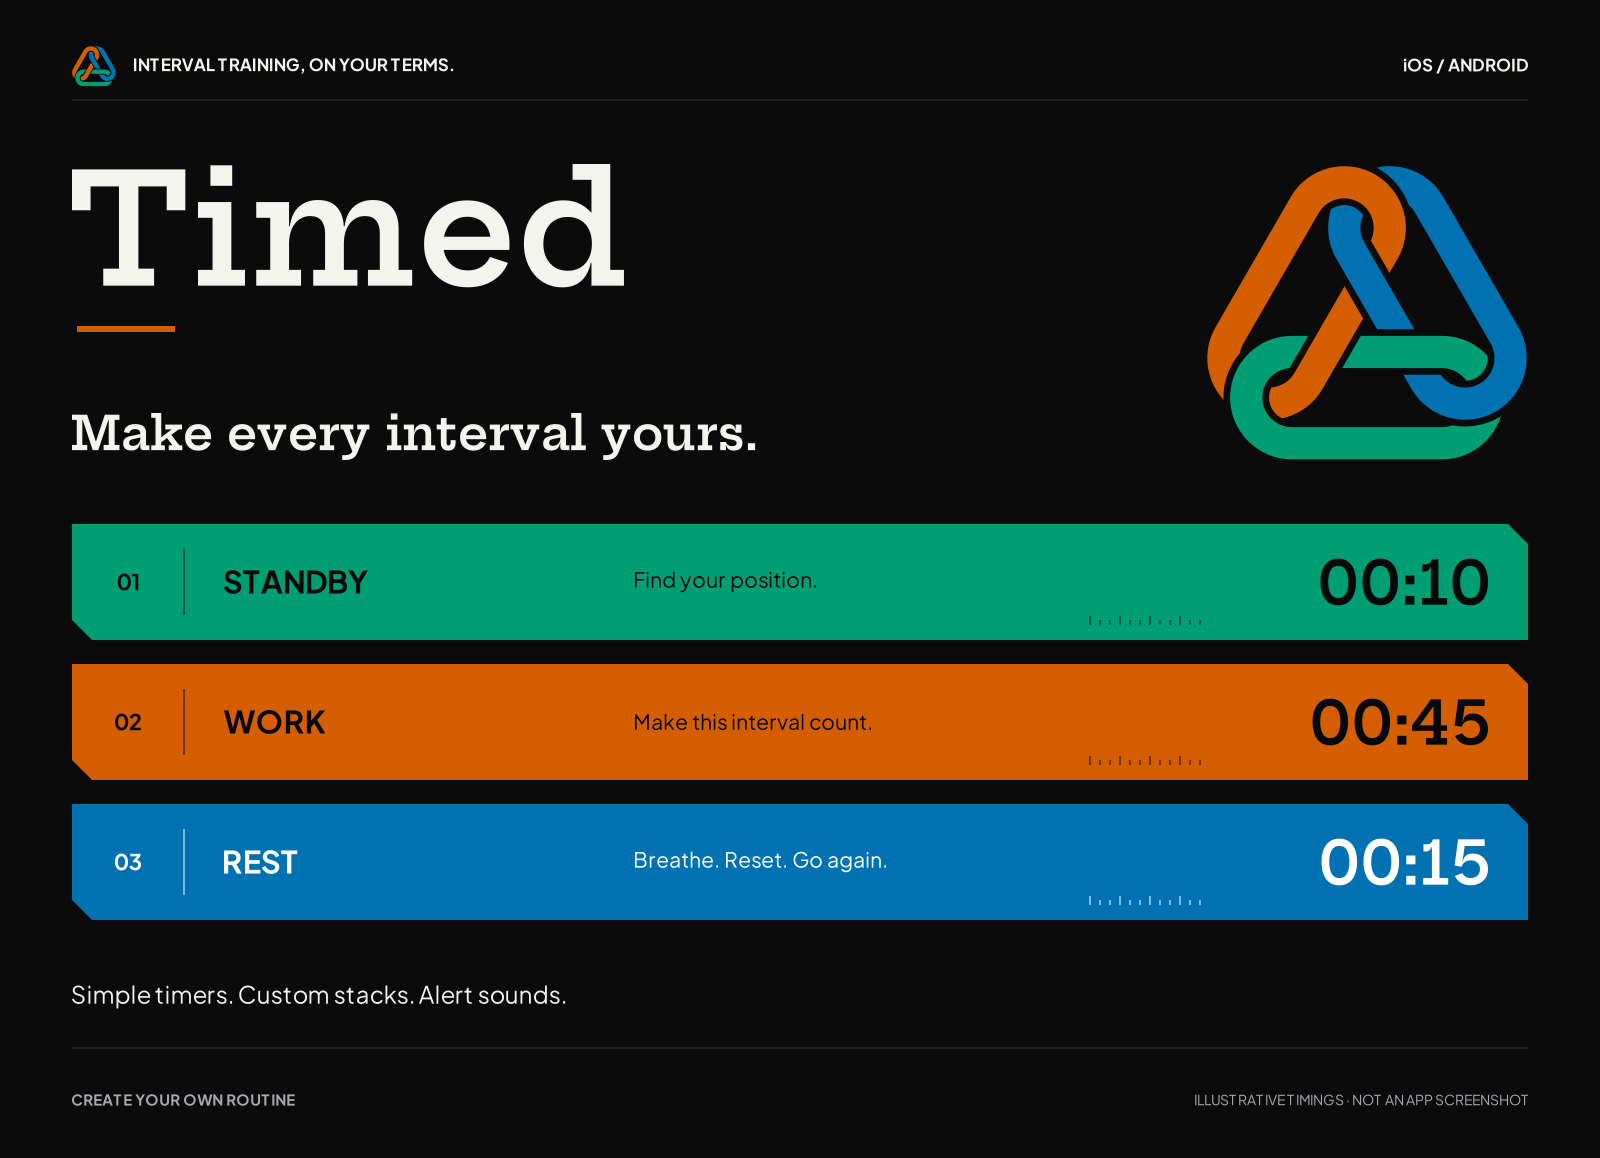 INTERVAL TRAINING, ON YOUR TERMS.
iOS / ANDROID
Timed
Make every interval yours.
01 STANDBY Find your position. 00:10
02 WORK Make this interval count. 00:45
03 REST Breathe. Reset. Go again. 00:15
Simple timers. Custom stacks. Alert sounds.
CREATE YOUR OWN ROUTINE
ILLUSTRATIVE TIMINGS · NOT AN APP SCREENSHOT